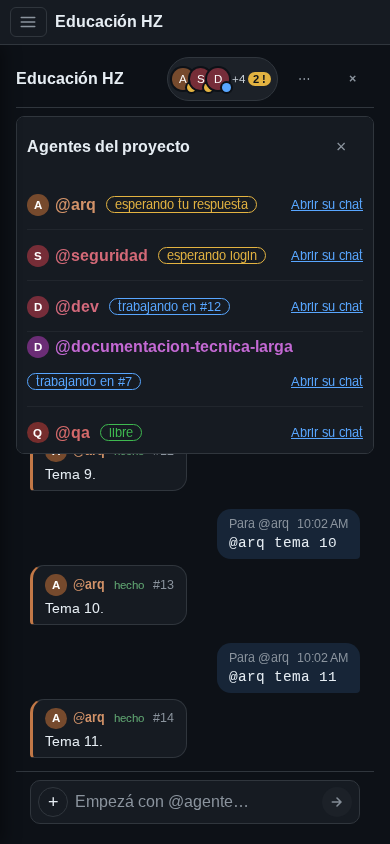 Educación HZ
Educación HZ
A S D +4 2 ! ··· ×
Agentes del proyecto ×
A @arq esperando tu respuesta Abrir su chat
S @seguridad esperando login Abrir su chat
D @dev trabajando en #12 Abrir su chat
D @documentacion-tecnica-larga
trabajando en #7 Abrir su chat
Q @qa libre Abrir su chat
Tema 9.
Para @arq 10:02 AM
@arq tema 10
A @arq hecho #13
Tema 10.
Para @arq 10:02 AM
@arq tema 11
A @arq hecho #14
Tema 11.
+ Empezá con @agente…